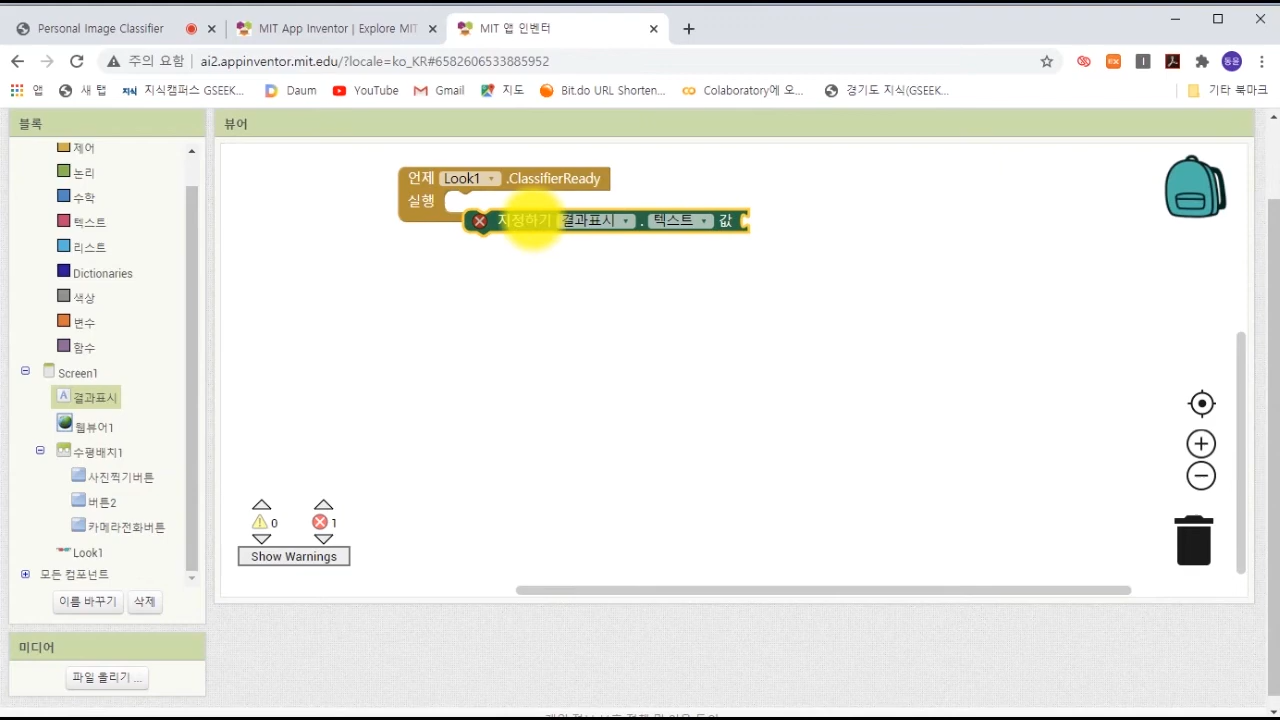 Personal Image Classifier
MIT App Inventor | Explore MIT
MIT 앱 인벤터
주의 요함
ai2.appinventor.mit.edu/?locale=ko_KR#6582096533885952
앱
새 탭
지식 지식캠퍼스 GSEEK...
Daum
YouTube
Gmail
지도
Bit.do URL Shorten...
Colaboratory에 오...
경기도 지식(GSEEK...
기타 북마크
블록
뷰어
제어
논리
수학
텍스트
리스트
Dictionaries
색상
변수
함수
Screen1
결과표시
웹뷰어1
수평배치1
사진찍기버튼
버튼2
카메라전화버튼
Look1
모든 컴포넌트
이름 바꾸기
삭제
미디어
파일 올리기 ...
언제 Look1 .ClassifierReady
실행
지정하기 결과표시 . 텍스트 값
0
1
Show Warnings
동윤